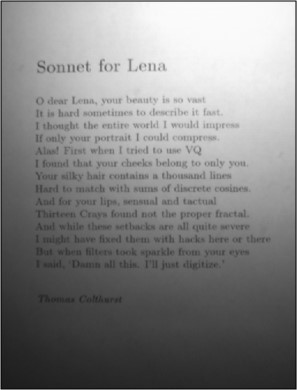 Sonnet for Lena
O dear Lena, your beauty is so vast
It is hard sometimes to describe it fast.
I thought the entire world I would impress
If only your portrait I could compress.
Alas! First when I tried to use VQ
I found that your cheeks belong to only you.
Your silky hair contains a thousand lines
Hard to match with sums of discrete cosines.
And for your lips, sensual and tactual
Thirteen Crays found not the proper fractal.
And while these setbacks are all quite severe
I might have fixed them with hacks here or there
But when filters took sparkle from your eyes
I said, 'Damn all this. I'll just digitize.'
Thomas Colthurst